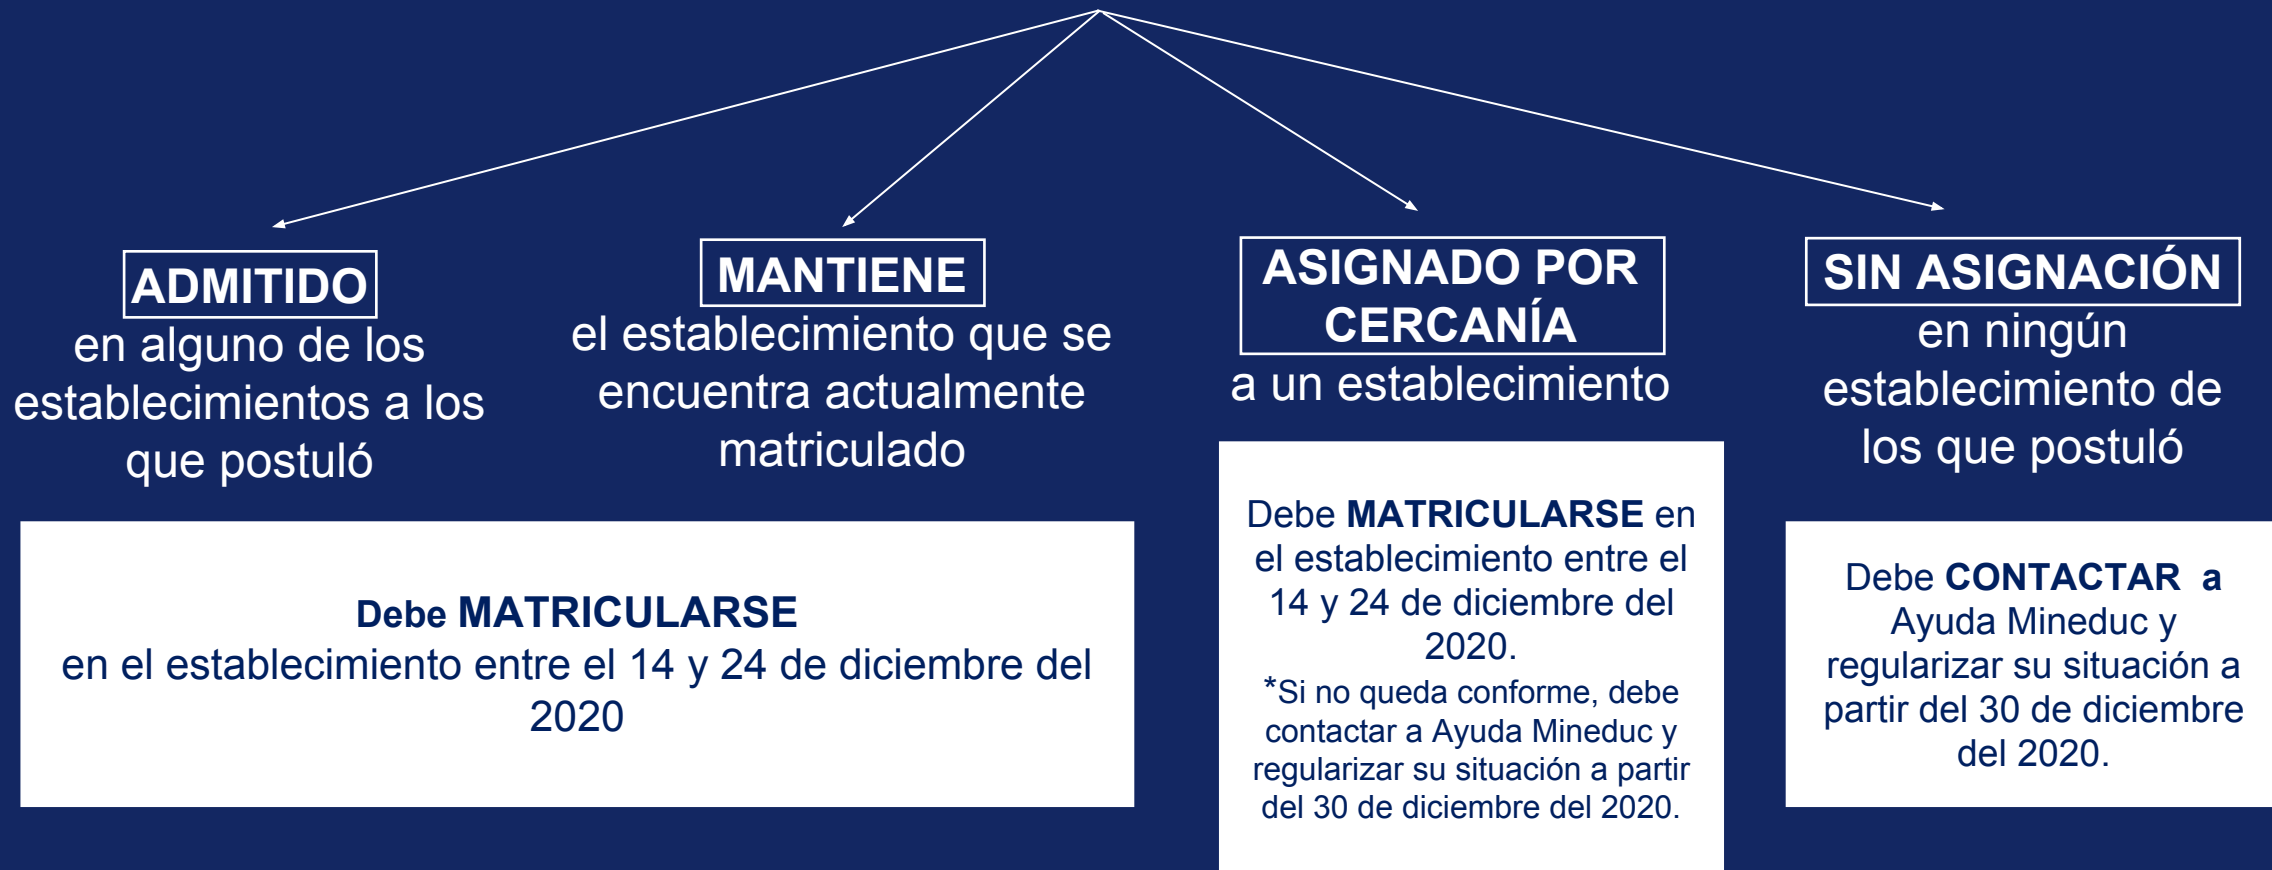 ADMITIDO
en alguno de los
establecimientos a los
que postuló
MANTIENE
el establecimiento que se
encuentra actualmente
matriculado
ASIGNADO POR
CERCANÍA
a un establecimiento
SIN ASIGNACIÓN
en ningún
establecimiento de
los que postuló
Debe MATRICULARSE
en el establecimiento entre el 14 y 24 de diciembre del
2020
Debe MATRICULARSE en
el establecimiento entre el
14 y 24 de diciembre del
2020.
*Si no queda conforme, debe
contactar a Ayuda Mineduc y
regularizar su situación a partir
del 30 de diciembre del 2020.
Debe CONTACTAR a
Ayuda Mineduc y
regularizar su situación a
partir del 30 de diciembre
del 2020.